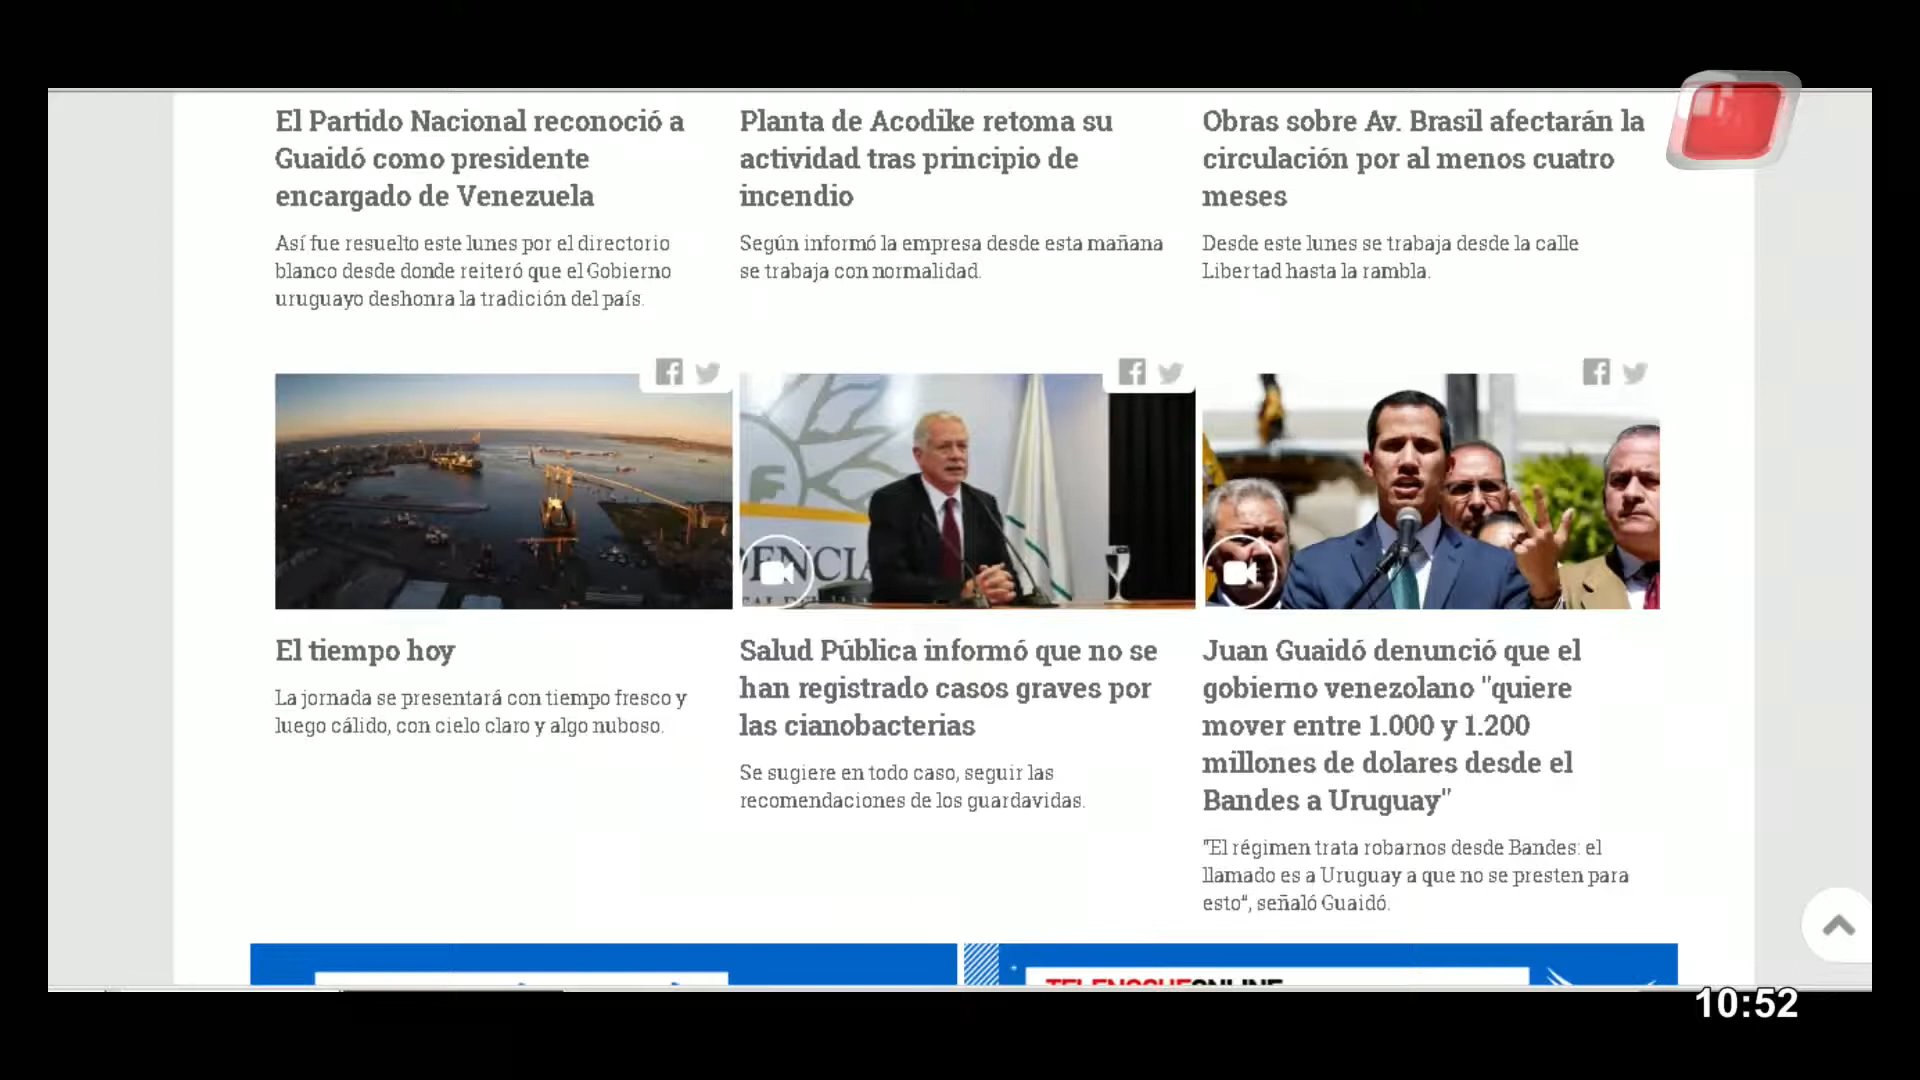 El Partido Nacional reconoció a
Guaidó como presidente
encargado de Venezuela
Así fue resuelto este lunes por el directorio
blanco desde donde reiteró que el Gobierno
uruguayo deshonra la tradición del país.
Planta de Acodike retoma su
actividad tras principio de
incendio
Según informó la empresa desde esta mañana
se trabaja con normalidad.
Obras sobre Av. Brasil afectarán la
circulación por al menos cuatro
meses
Desde este lunes se trabaja desde la calle
Libertad hasta la rambla.
El tiempo hoy
La jornada se presentará con tiempo fresco y
luego cálido, con cielo claro y algo nuboso.
DENCIA
Salud Pública informó que no se
han registrado casos graves por
las cianobacterias
Se sugiere en todo caso, seguir las
recomendaciones de los guardavidas.
Juan Guaidó denunció que el
gobierno venezolano "quiere
mover entre 1.000 y 1.200
millones de dolares desde el
Bandes a Uruguay"
"El régimen trata robarnos desde Bandes: el
llamado es a Uruguay a que no se presten para
esto", señaló Guaidó.
TELENOCHEONLINE
10:52